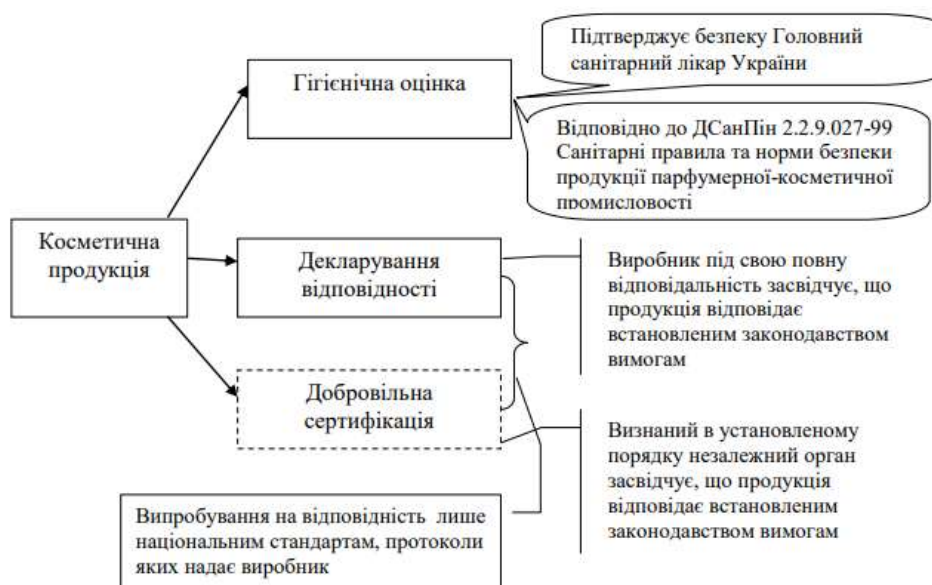 Підтверджує безпеку Головний
санітарний лікар України
Гігієнічна оцінка
Відповідно до ДСанПін 2.2.9.027-99
Санітарні правила та норми безпеки
продукції парфумерної-косметичної
промисловості
Косметична
продукція
Декларування
відповідності
Виробник під свою повну
відповідальність засвідчує, що
продукція відповідає
встановленим законодавством
вимогам
Добровільна
сертифікація
Визнаний в установленому
порядку незалежний орган
засвідчує, що продукція
відповідає встановленим
законодавством вимогам
Випробування на відповідність лише
національним стандартам, протоколи
яких надає виробник